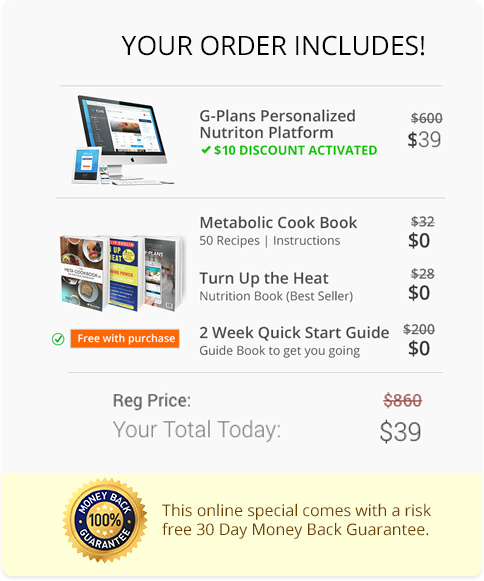 YOUR ORDER INCLUDES!
G-Plans Personalized $600
Nutriton Platform $39
$10 DISCOUNT ACTIVATED
Metabolic Cook Book $32
50 Recipes | Instructions $0
Turn Up the Heat $28
Nutrition Book (Best Seller) $0
Free with purchase
2 Week Quick Start Guide $200
Guide Book to get you going $0
Reg Price: $860
Your Total Today: $39
MONEY BACK
100%
GUARANTEE
This online special comes with a risk
free 30 Day Money Back Guarantee.